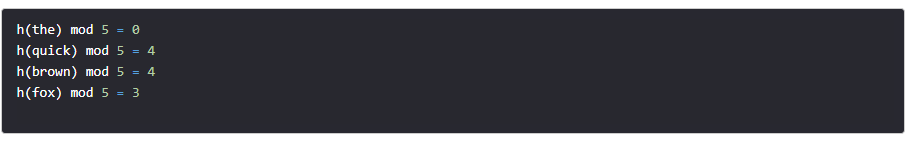 h(the) mod 5 = 0
h(quick) mod 5 = 4
h(brown) mod 5 = 4
h(fox) mod 5 = 3